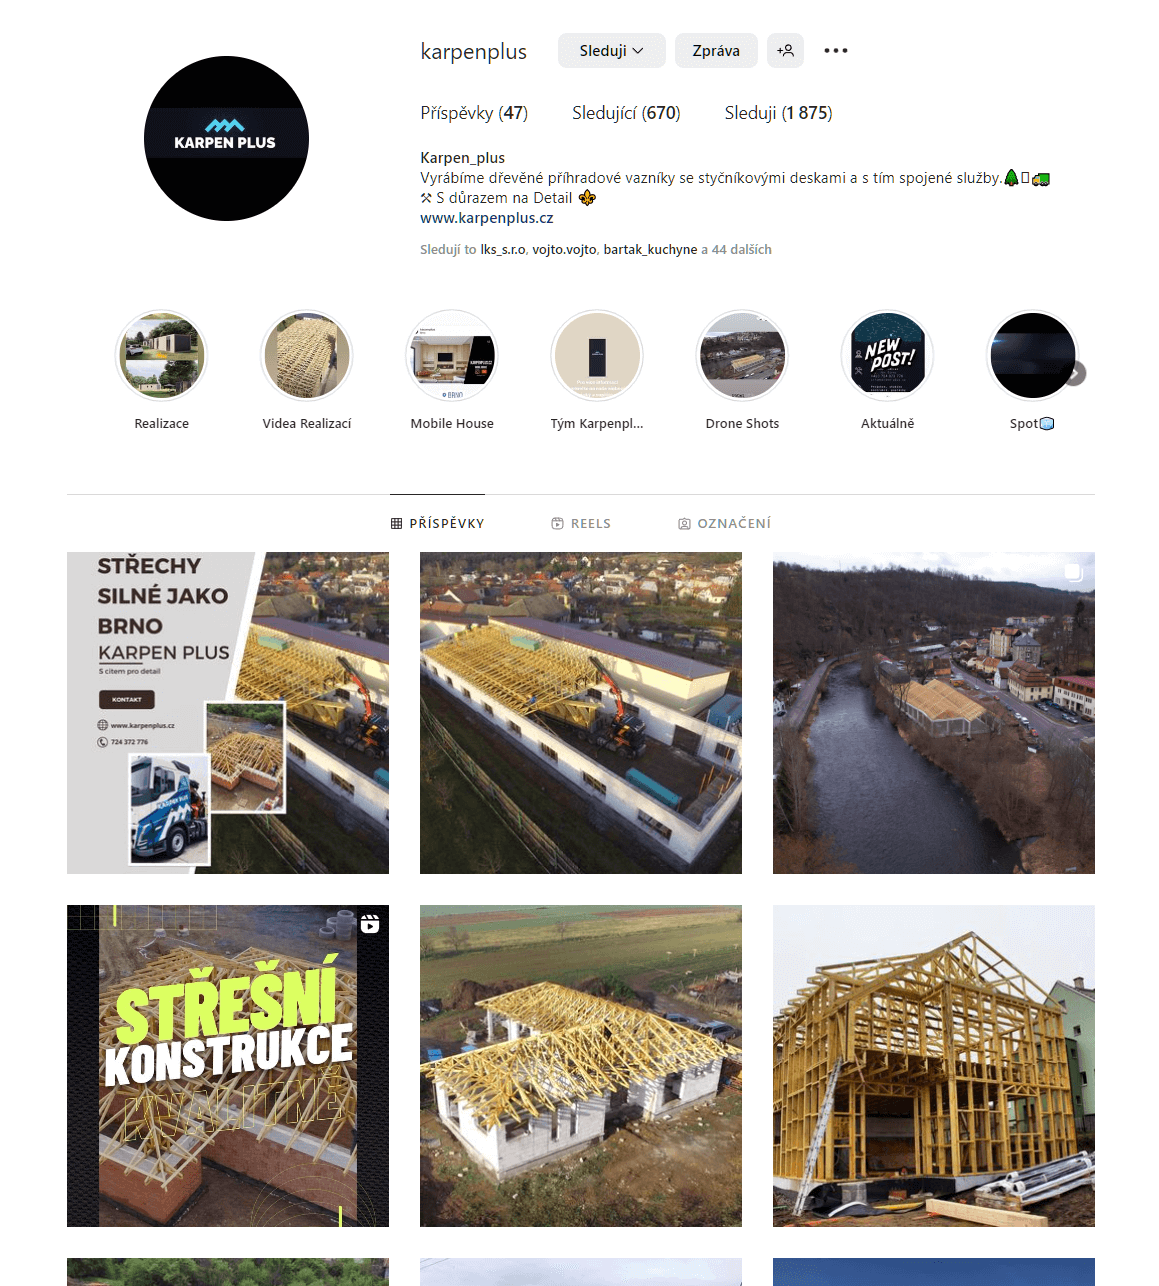 karpenplus
Sleduji
Zpráva
KARPEN PLUS
Příspěvky (47)
Sledující (670)
Sleduji (1 875)
Karpen_plus
Vyrábíme dřevěné příhradové vazníky se styčníkovými deskami a s tím spojené služby.🌲🚛
⚒ S důrazem na Detail ⚜
www.karpenplus.cz
Sledují to lks_s.r.o, vojto.vojto, bartak_kuchyne a 44 dalších
BRNO
NEW
POST!
Realizace
Videa Realizací
Mobile House
Tým Karpenpl...
Drone Shots
Aktuálně
Spot🧊
PŘÍSPĚVKY
REELS
OZNAČENÍ
STŘECHY
SILNÉ JAKO
BRNO
KARPEN PLUS
S citem pro detail
KONTAKT
www.karpenplus.cz
724 372 776
KARPEN PLUS
STŘEŠNÍ
KONSTRUKCE
KVALITNĚ